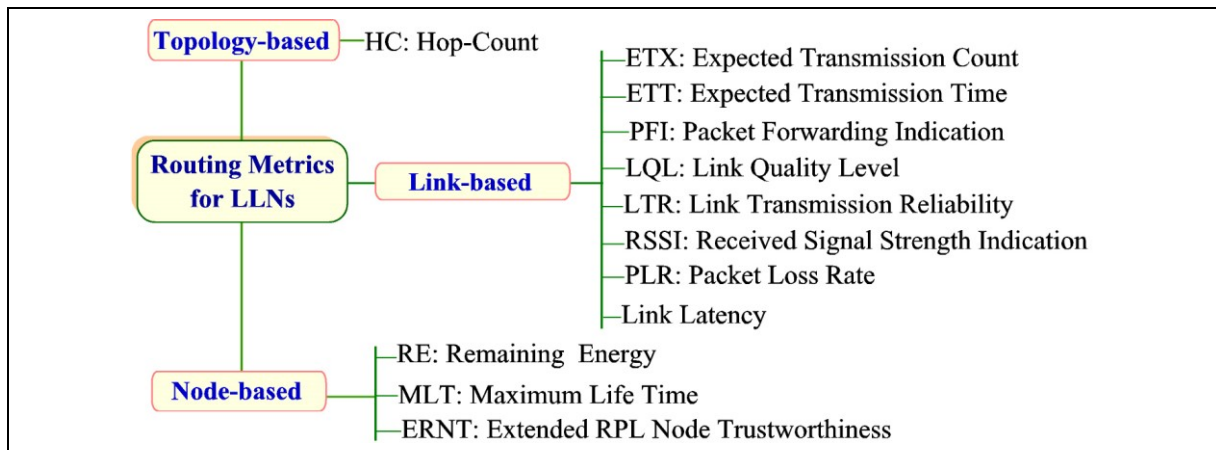 Topology-based
HC: Hop-Count
Routing Metrics
for LLNs
Link-based
ETX: Expected Transmission Count
ETT: Expected Transmission Time
PFI: Packet Forwarding Indication
LQL: Link Quality Level
LTR: Link Transmission Reliability
RSSI: Received Signal Strength Indication
PLR: Packet Loss Rate
Link Latency
Node-based
RE: Remaining Energy
MLT: Maximum Life Time
ERNT: Extended RPL Node Trustworthiness